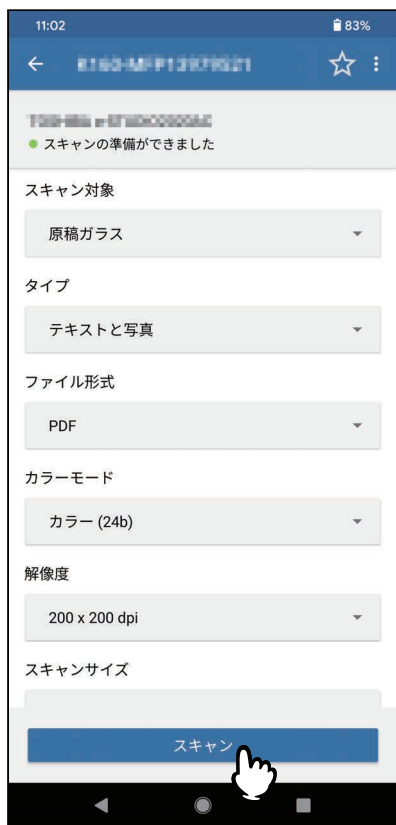 11:02 83%
スキャンの準備ができました
スキャン対象
原稿ガラス
タイプ
テキストと写真
ファイル形式
PDF
カラーモード
カラー (24b)
解像度
200 x 200 dpi
スキャンサイズ
スキャン